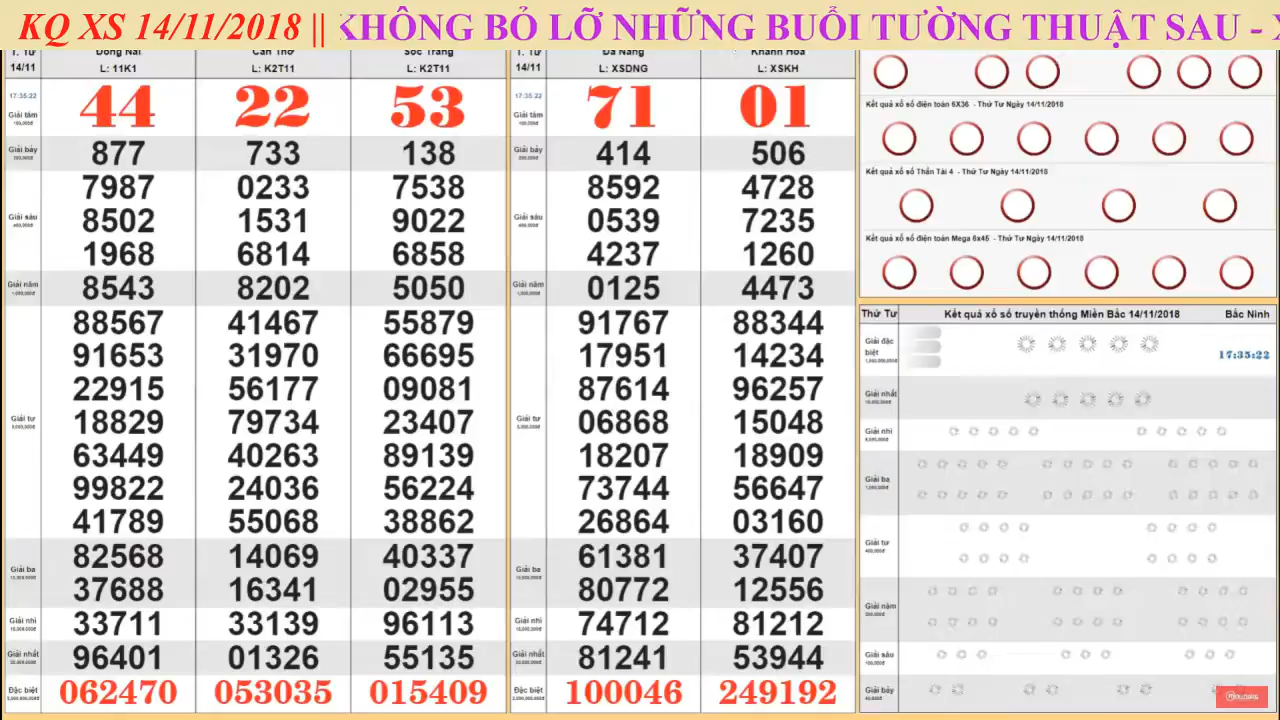 KQ XS 14/11/2018 || KHÔNG BỎ LỠ NHỮNG BUỔI TƯỜNG THUẬT SAU -
T. Tư Đồng Nai Cần Thơ Sóc Trăng
14/11 L: 11K1 L: K2T11 L: K2T11
17:35:22
Giải tám 44 22 53
Giải bảy 877 733 138
7987 0233 7538
Giải sáu 8502 1531 9022
1968 6814 6858
Giải năm 8543 8202 5050
88567 41467 55879
91653 31970 66695
22915 56177 09081
Giải tư 18829 79734 23407
63449 40263 89139
99822 24036 56224
41789 55068 38862
Giải ba 82568 14069 40337
37688 16341 02955
Giải nhì 33711 33139 96113
Giải nhất 96401 01326 55135
Đặc biệt 062470 053035 015409
T. Tư Đà Nẵng Khánh Hòa
14/11 L: XSDNG L: XSKH
17:35:22
Giải tám 71 01
Giải bảy 414 506
8592 4728
Giải sáu 0539 7235
4237 1260
Giải năm 0125 4473
91767 88344
17951 14234
87614 96257
Giải tư 06868 15048
18207 18909
73744 56647
26864 03160
Giải ba 61381 37407
80772 12556
Giải nhì 74712 81212
Giải nhất 81241 53944
Đặc biệt 100046 249192
Kết quả xổ số điện toán 6X36 - Thứ Tư Ngày 14/11/2018
Kết quả xổ số Thần Tài 4 - Thứ Tư Ngày 14/11/2018
Kết quả xổ số điện toán Mega 6x45 - Thứ Tư Ngày 14/11/2018
Thứ Tư Kết quả xổ số truyền thống Miền Bắc 14/11/2018 Bắc Ninh
Giải đặc biệt 17:35:22
Giải nhất
Giải nhì
Giải ba
Giải tư
Giải năm
Giải sáu
Giải bảy